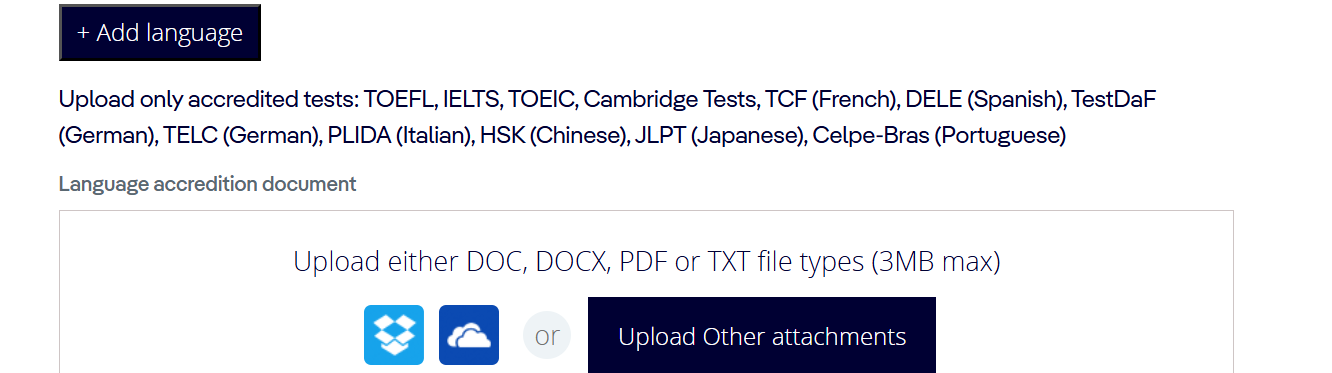 + Add language
Upload only accredited tests: TOEFL, IELTS, TOEIC, Cambridge Tests, TCF (French), DELE (Spanish), TestDaF
(German), TELC (German), PLIDA (Italian), HSK (Chinese), JLPT (Japanese), Celpe-Bras (Portuguese)
Language accredition document
Upload either DOC, DOCX, PDF or TXT file types (3MB max)
or
Upload Other attachments